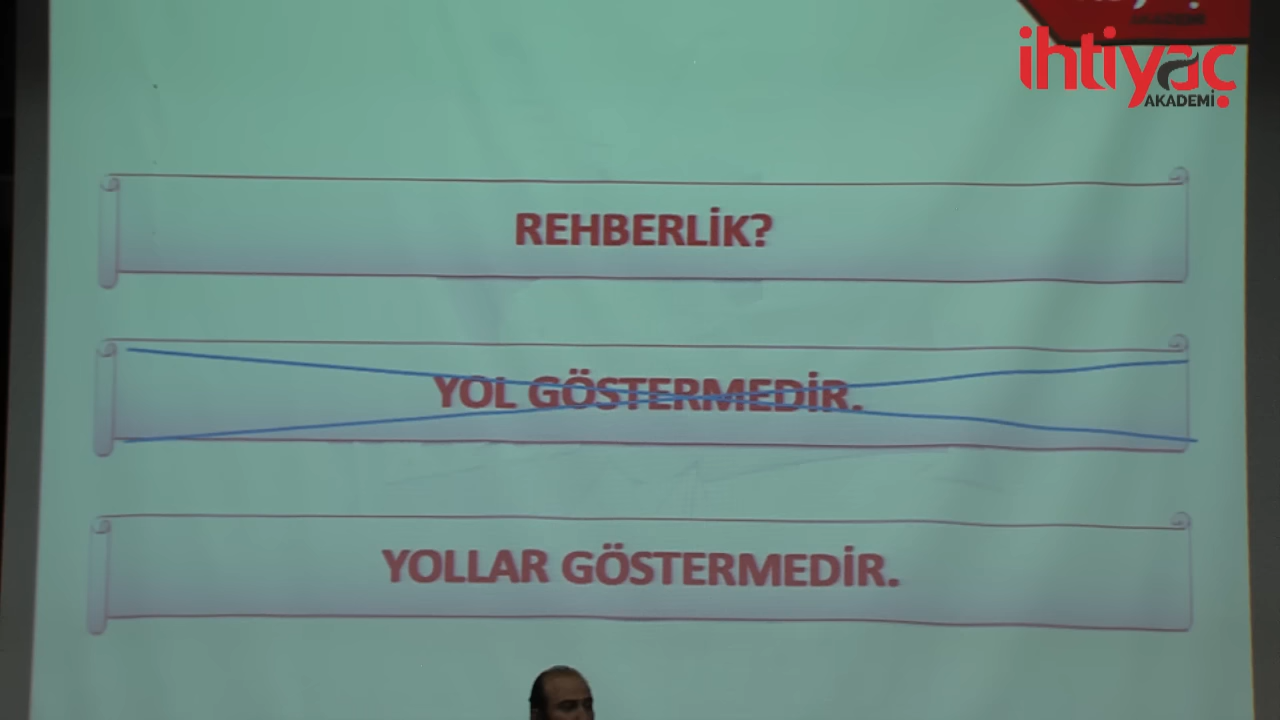 ihtiyaç
AKADEMİ
REHBERLİK?
YOL GÖSTERMEDİR.
YOLLAR GÖSTERMEDİR.